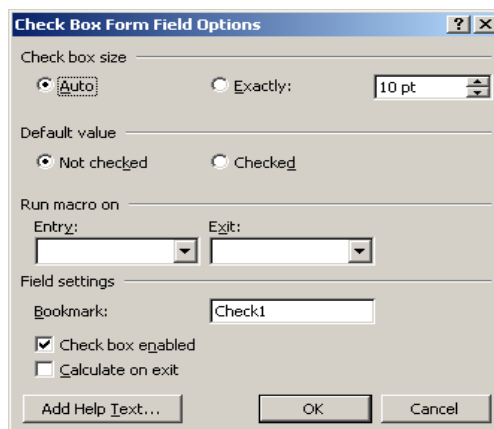 Check Box Form Field Options
Check box size
Auto Exactly: 10 pt
Default value
Not checked Checked
Run macro on
Entry: Exit:
Field settings
Bookmark: Check1
Check box enabled
Calculate on exit
Add Help Text... OK Cancel